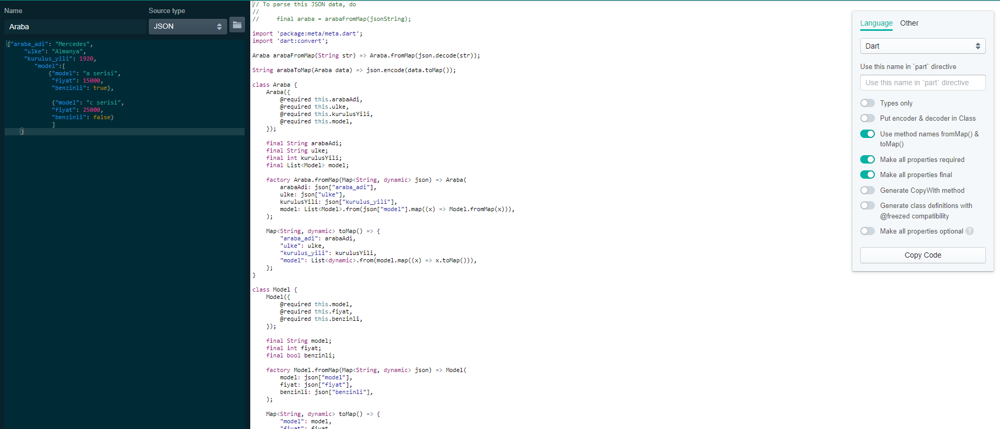 Name
Source type
Araba
JSON
{"araba_adi": "Mercedes",
"ulke": "Almanya",
"kurulus_yili": 1920,
"model":[
{"model": "a serisi",
"fiyat": 15000,
"benzinli": true},
{"model": "c serisi",
"fiyat": 25000,
"benzinli": false}
]
}
// To parse this JSON data, do
//
//     final araba = arabaFromMap(jsonString);
import 'package:meta/meta.dart';
import 'dart:convert';
Araba arabaFromMap(String str) => Araba.fromMap(json.decode(str));
String arabaToMap(Araba data) => json.encode(data.toMap());
class Araba {
Araba({
@required this.arabaAdi,
@required this.ulke,
@required this.kurulusYili,
@required this.model,
});
final String arabaAdi;
final String ulke;
final int kurulusYili;
final List<Model> model;
factory Araba.fromMap(Map<String, dynamic> json) => Araba(
arabaAdi: json["araba_adi"],
ulke: json["ulke"],
kurulusYili: json["kurulus_yili"],
model: List<Model>.from(json["model"].map((x) => Model.fromMap(x))),
);
Map<String, dynamic> toMap() => {
"araba_adi": arabaAdi,
"ulke": ulke,
"kurulus_yili": kurulusYili,
"model": List<dynamic>.from(model.map((x) => x.toMap())),
};
}
class Model {
Model({
@required this.model,
@required this.fiyat,
@required this.benzinli,
});
final String model;
final int fiyat;
final bool benzinli;
factory Model.fromMap(Map<String, dynamic> json) => Model(
model: json["model"],
fiyat: json["fiyat"],
benzinli: json["benzinli"],
);
Map<String, dynamic> toMap() => {
"model": model,
"fiyat": fiyat,
Language Other
Dart
Use this name in `part` directive
Use this name in `part` directive
Types only
Put encoder & decoder in Class
Use method names fromMap() &
toMap()
Make all properties required
Make all properties final
Generate CopyWith method
Generate class definitions with
@freezed compatibility
Make all properties optional ?
Copy Code